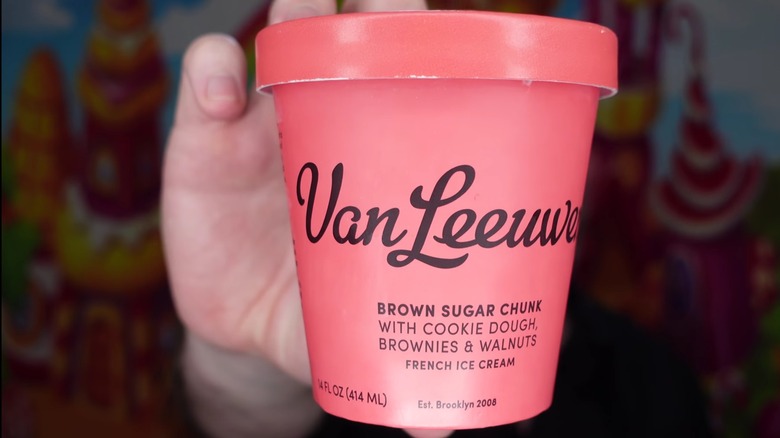 Van Leeuwe
BROWN SUGAR CHUNK
WITH COOKIE DOUGH,
BROWNIES & WALNUTS
FRENCH ICE CREAM
14 FL OZ (414 ML)
Est. Brooklyn 2008